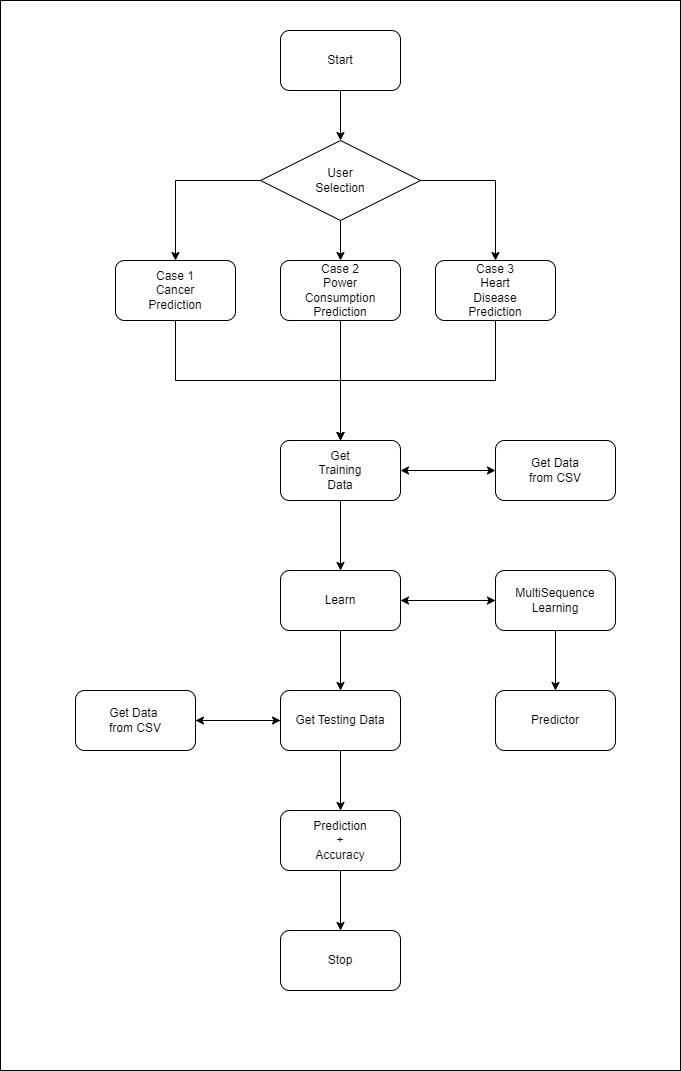 Start
User
Selection
Case 1
Cancer
Prediction
Case 2
Power
Consumption
Prediction
Case 3
Heart
Disease
Prediction
Get
Training
Data
Get Data
from CSV
Learn
MultiSequence
Learning
Get Data
from CSV
Get Testing Data
Predictor
Prediction
+
Accuracy
Stop